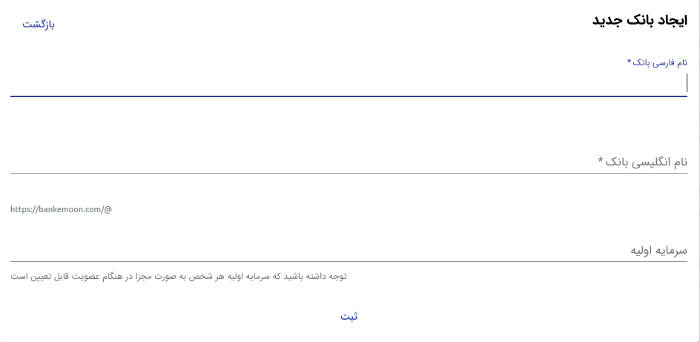 ایجاد بانک جدید
بازگشت
نام فارسی بانک *
نام انگلیسی بانک *
https://bankemoon.com/@
سرمایه اولیه
توجه داشته باشید که سرمایه اولیه هر شخص به صورت مجزا در هنگام عضویت قابل تعیین است
ثبت